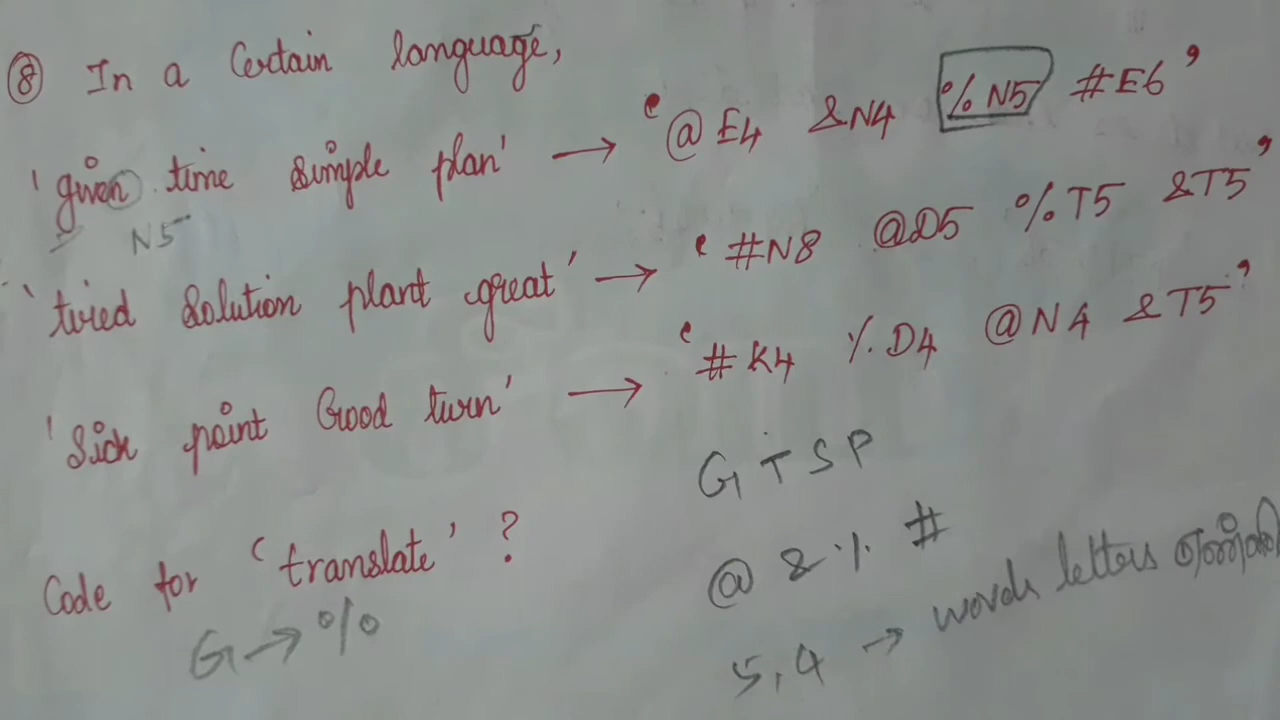 ⑧ In a Certain language,
'given time simple plan' → '@E4 &N4 %N5 #E6'
N5
'tired solution plant great' → '#N8 @D5 %T5 &T5'
'Sick point Good turn' → '#K4 %D4 @N4 &T5'
G T S P
Code for 'translate' ?
@ & % #
G → %
5,4 → words letters